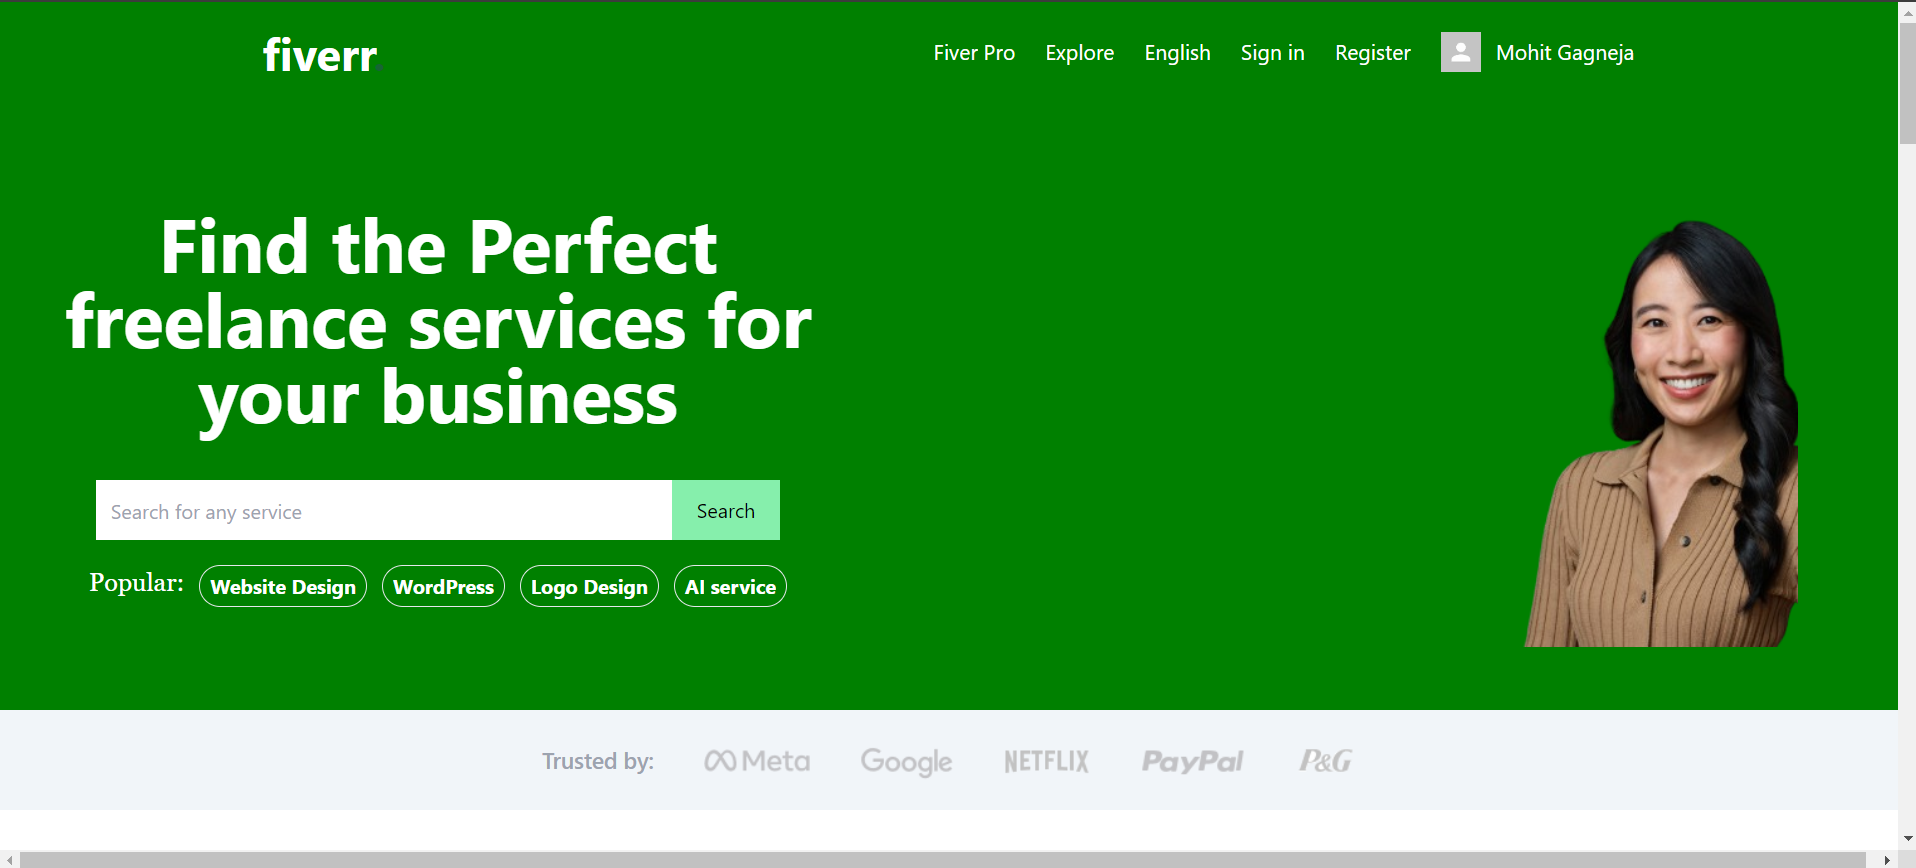 fiverr.
Fiver Pro Explore English Sign in Register Mohit Gagneja
Find the Perfect
freelance services for
your business
Search for any service Search
Popular: Website Design WordPress Logo Design AI service
Trusted by: Meta Google NETFLIX PayPal P&G